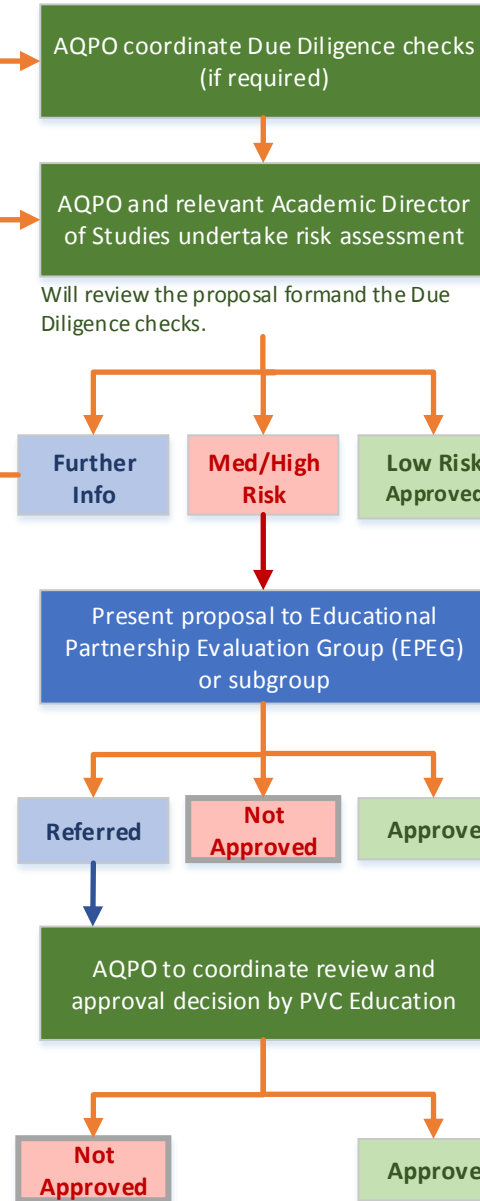 AQPO coordinate Due Diligence checks
(if required)
AQPO and relevant Academic Director
of Studies undertake risk assessment
Will review the proposal formand the Due
Diligence checks.
Further
Info
Med/High
Risk
Low Risk
Approved
Present proposal to Educational
Partnership Evaluation Group (EPEG)
or subgroup
Referred
Not
Approved
Approve
AQPO to coordinate review and
approval decision by PVC Education
Not
Approved
Approve